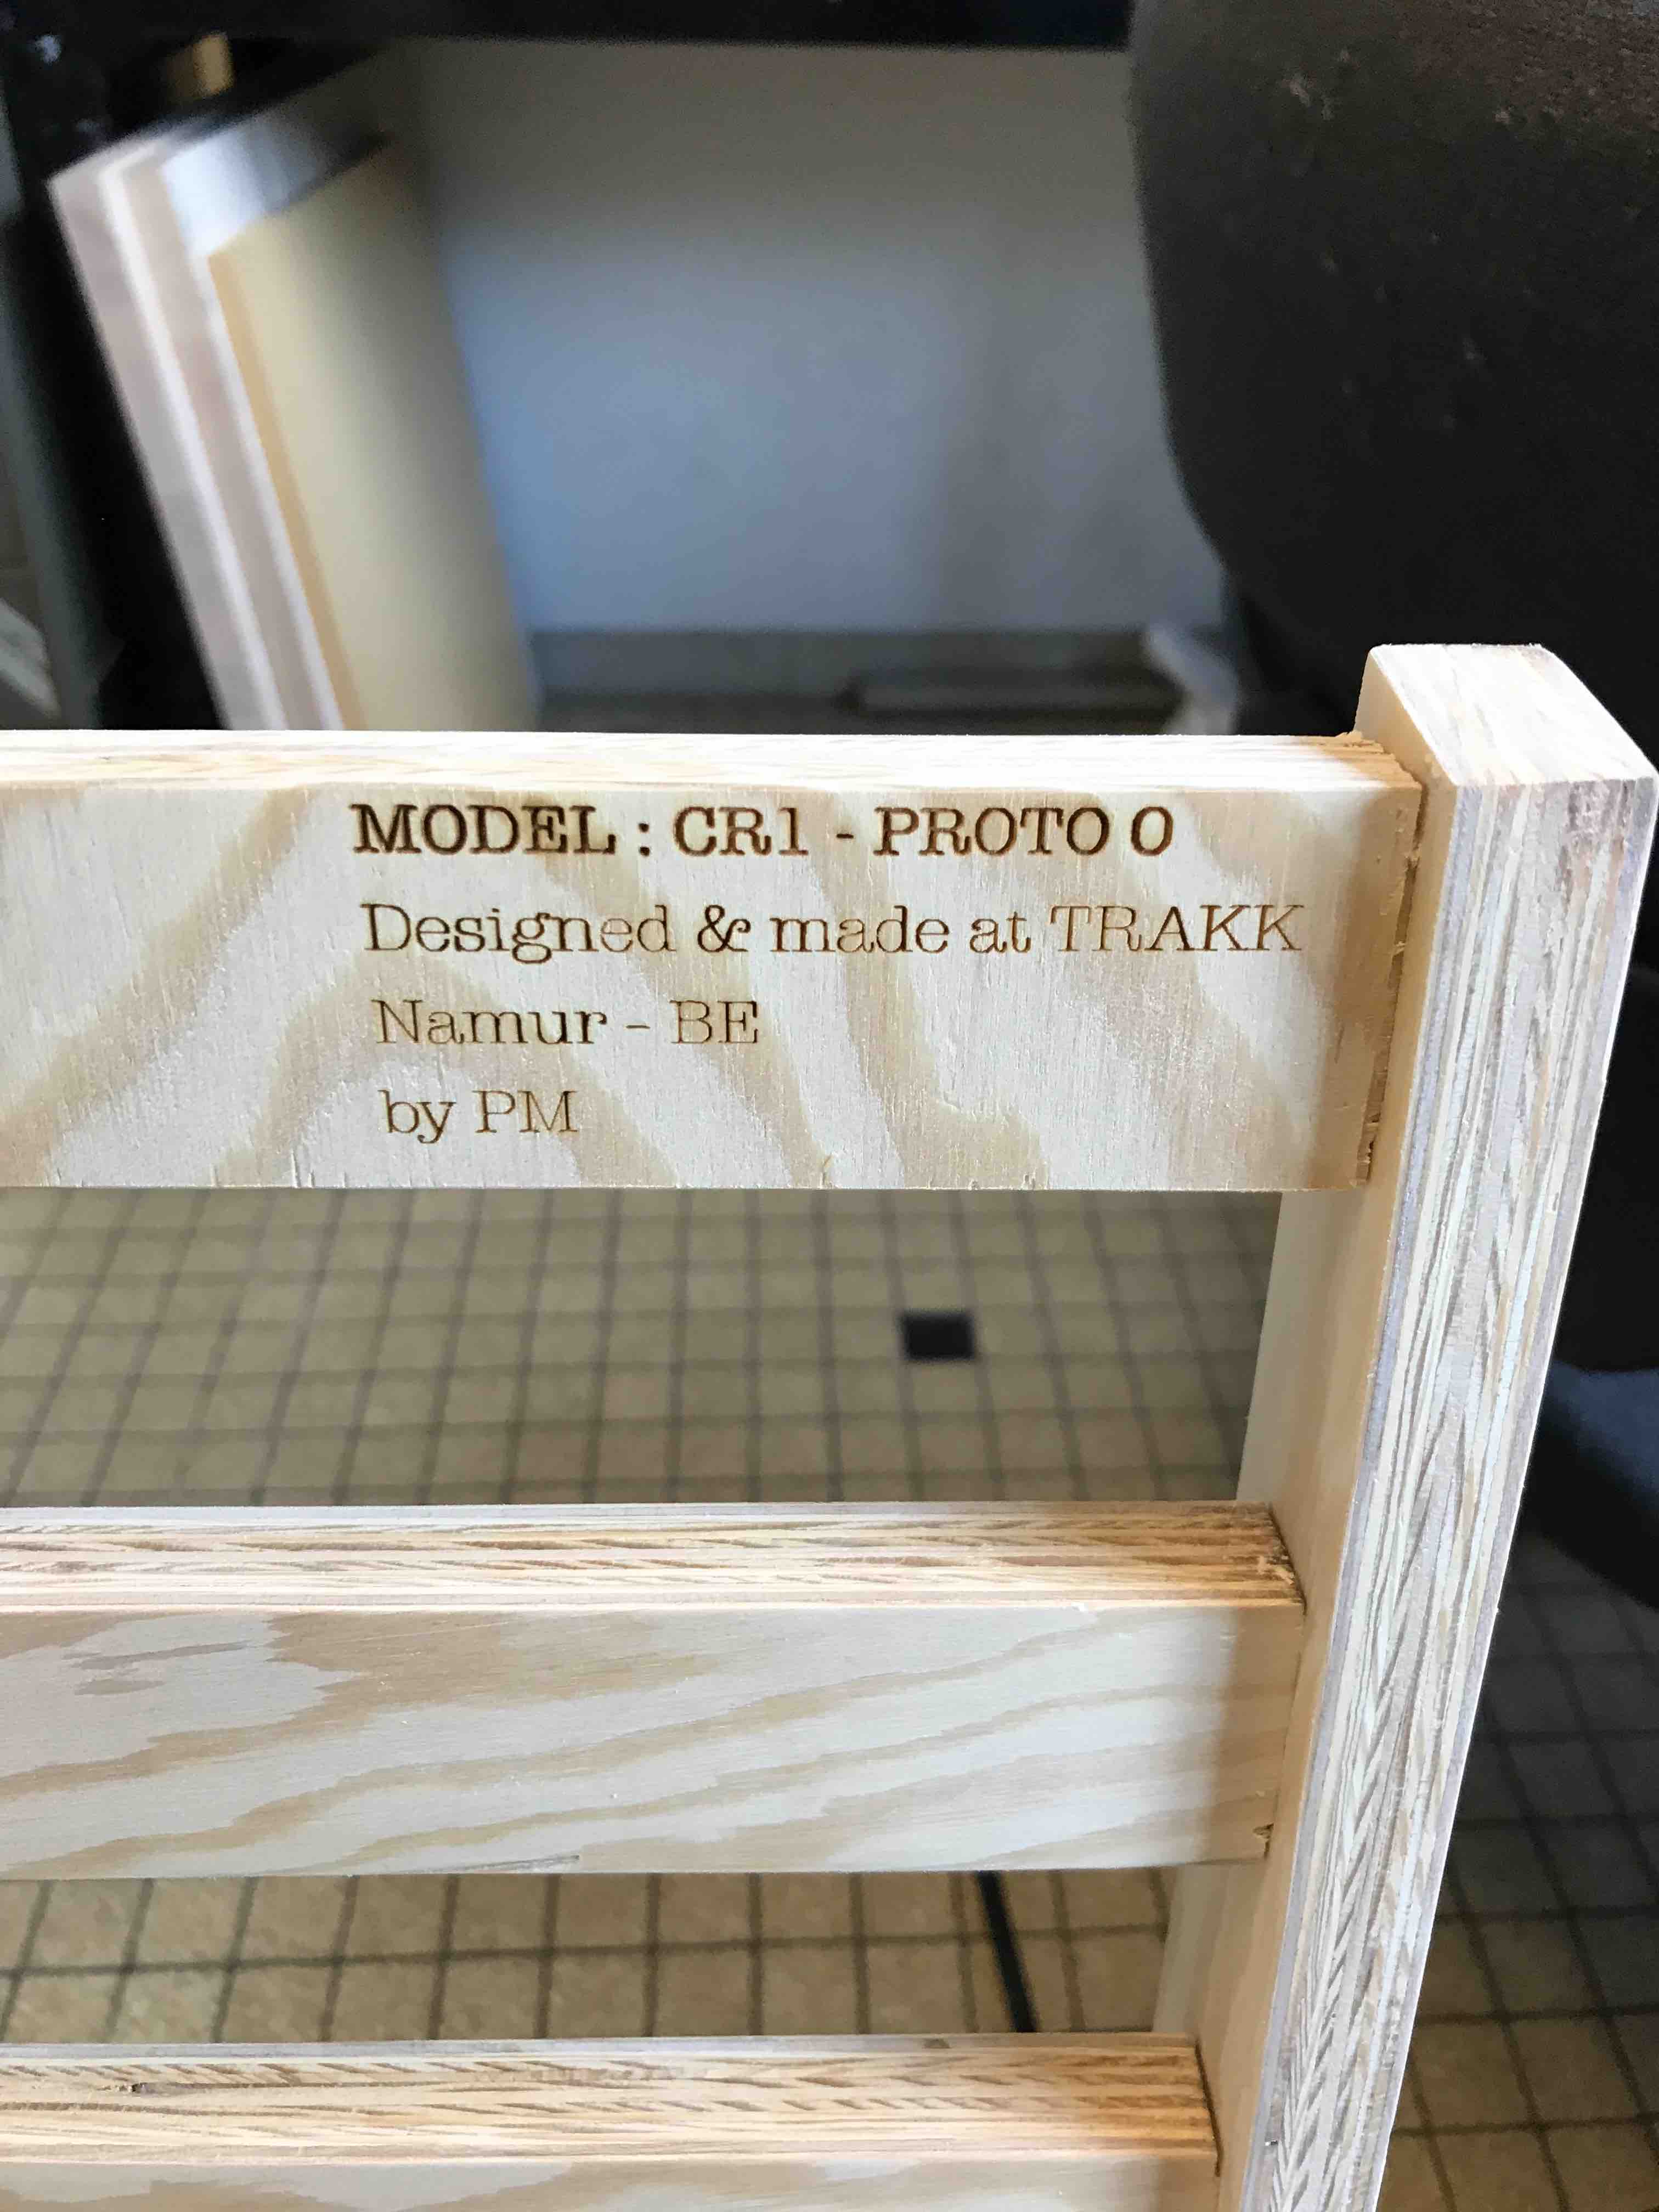 MODEL : CR1 - PROTO 0
Designed & made at TRAKK
Namur - BE
by PM